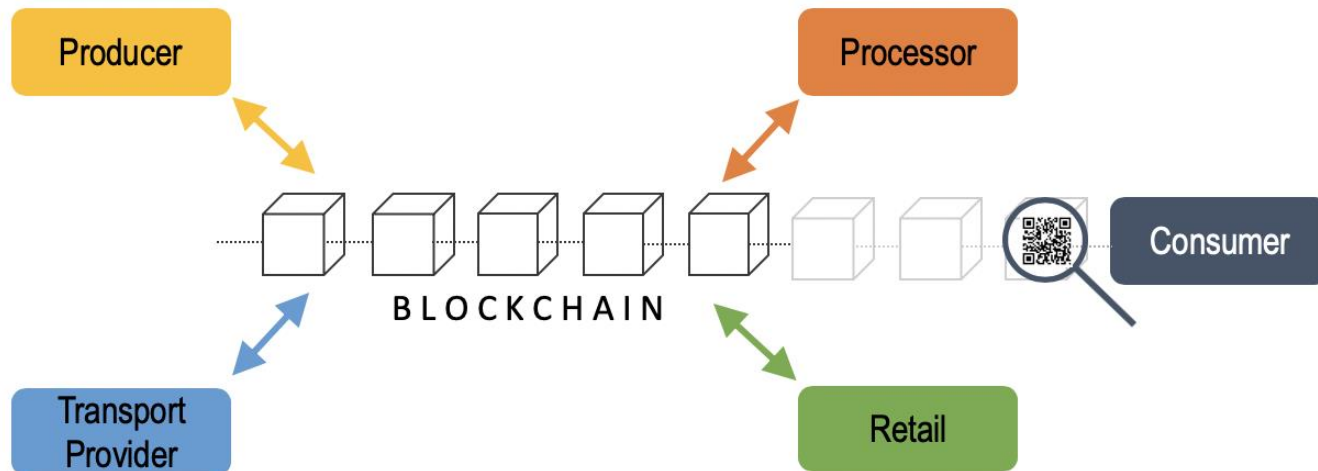 Producer
Processor
Consumer
BLOCKCHAIN
Transport
Provider
Retail